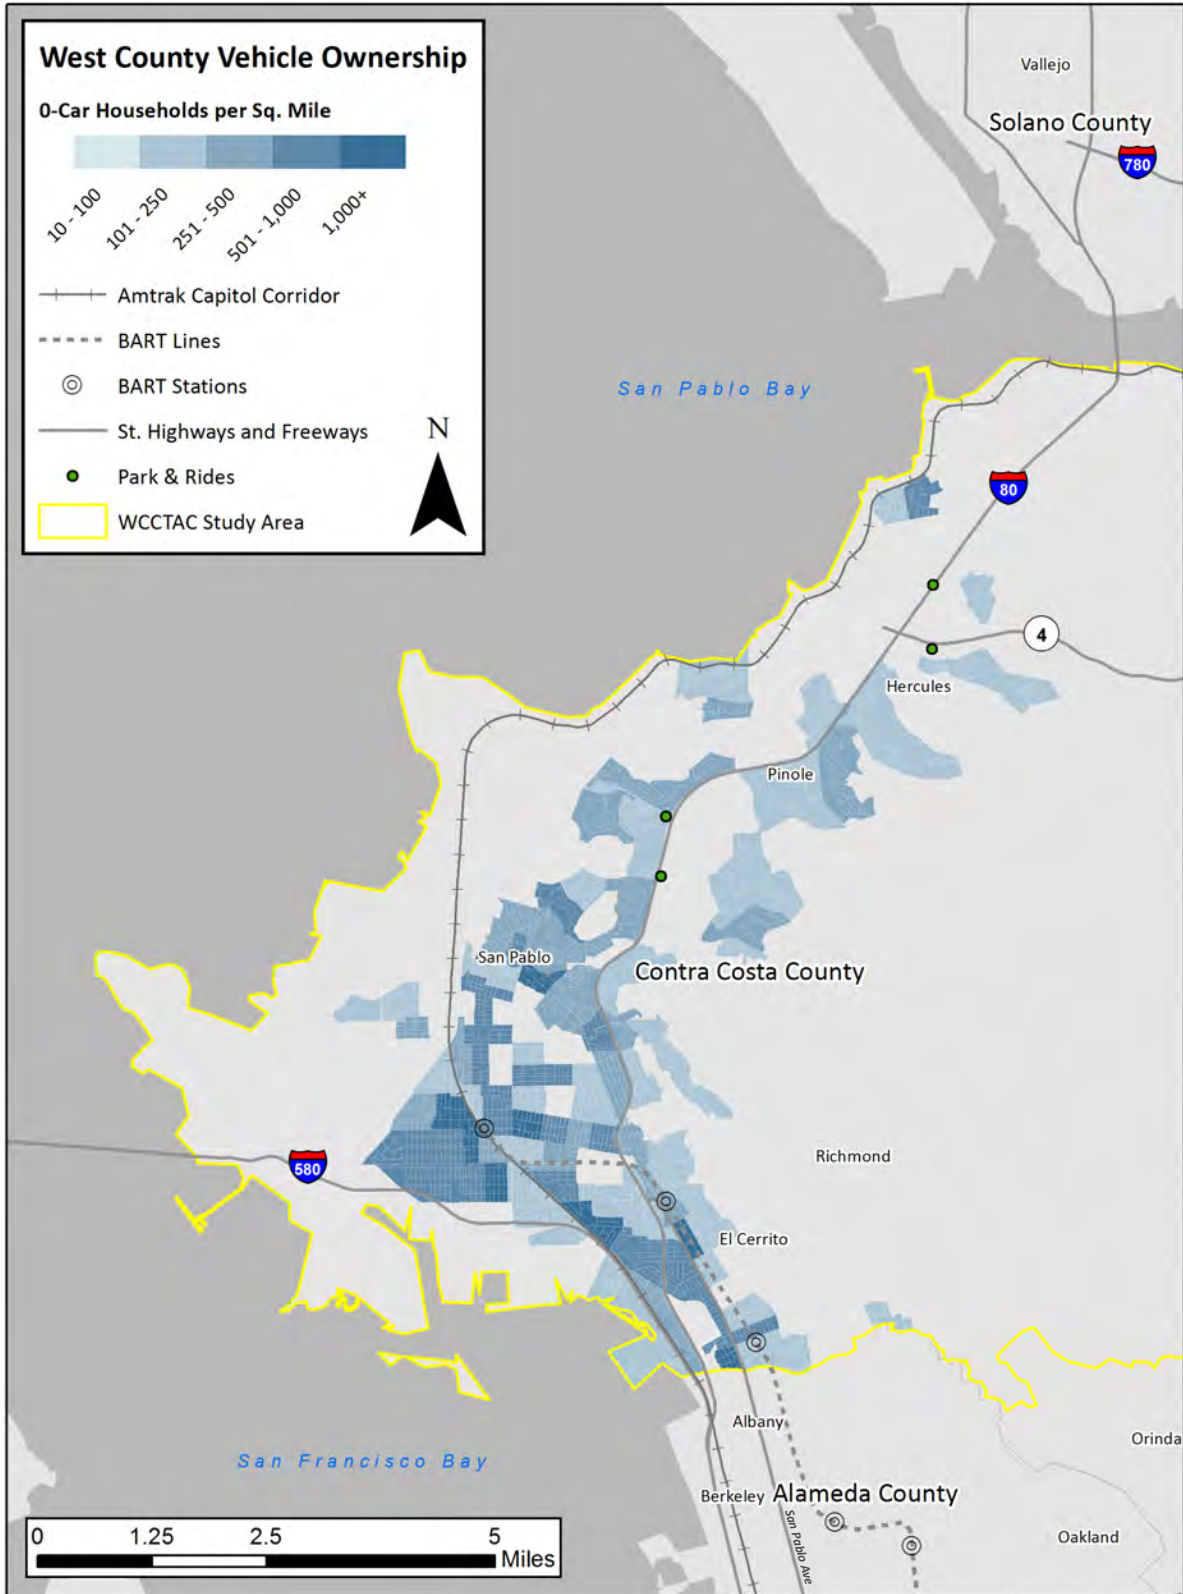 West County Vehicle Ownership
0-Car Households per Sq. Mile
10 - 100
101 - 250
251 - 500
501 - 1,000
1,000+
Amtrak Capitol Corridor
BART Lines
BART Stations
St. Highways and Freeways
N
Park & Rides
WCCTAC Study Area
Vallejo
Solano County
780
San Pablo Bay
80
4
Hercules
Pinole
San Pablo
Contra Costa County
Richmond
580
El Cerrito
Albany
Orinda
San Francisco Bay
Berkeley
Alameda County
San Pablo Ave
Oakland
0 1.25 2.5 5
Miles